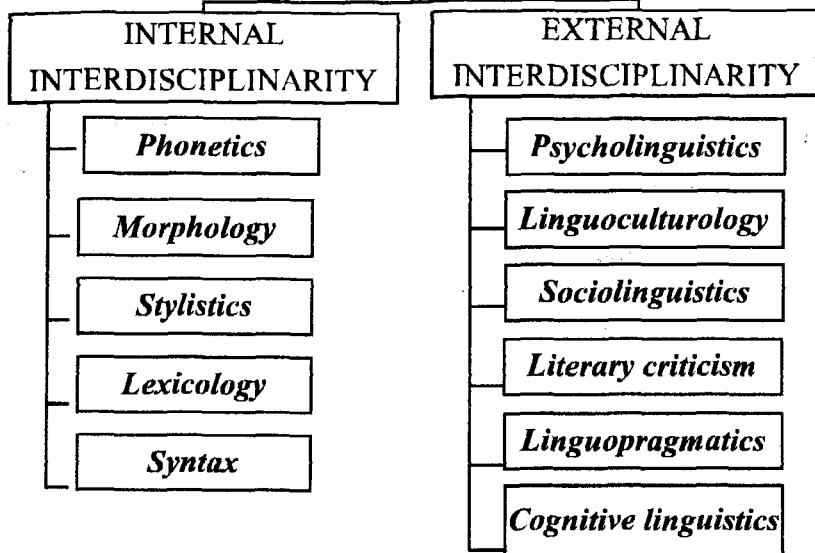 INTERNAL
INTERDISCIPLINARITY
Phonetics
Morphology
Stylistics
Lexicology
Syntax
EXTERNAL
INTERDISCIPLINARITY
Psycholinguistics
Linguoculturology
Sociolinguistics
Literary criticism
Linguopragmatics
Cognitive linguistics